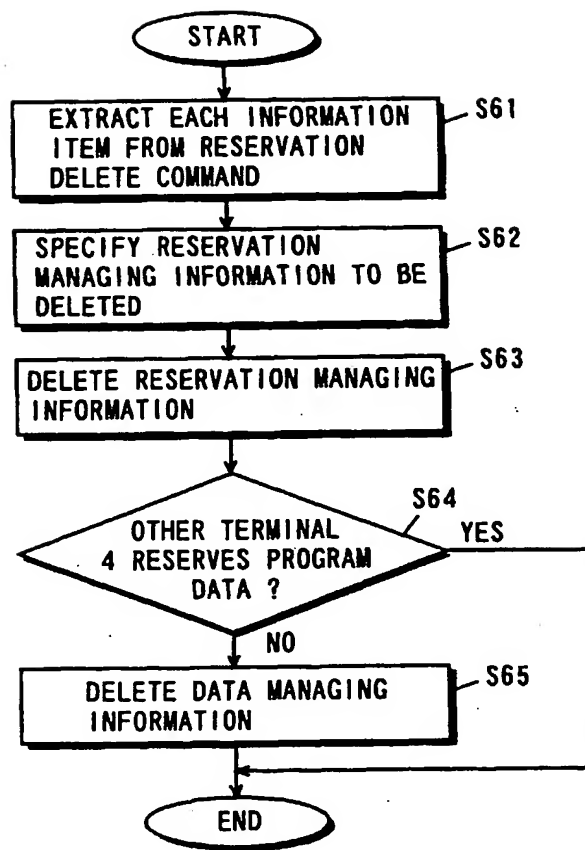 START
EXTRACT EACH INFORMATION
ITEM FROM RESERVATION
DELETE COMMAND
S61
SPECIFY RESERVATION
MANAGING INFORMATION TO BE
DELETED
S62
DELETE RESERVATION MANAGING
INFORMATION
S63
OTHER TERMINAL
4 RESERVES PROGRAM
DATA ?
S64
YES
NO
DELETE DATA MANAGING
INFORMATION
S65
END